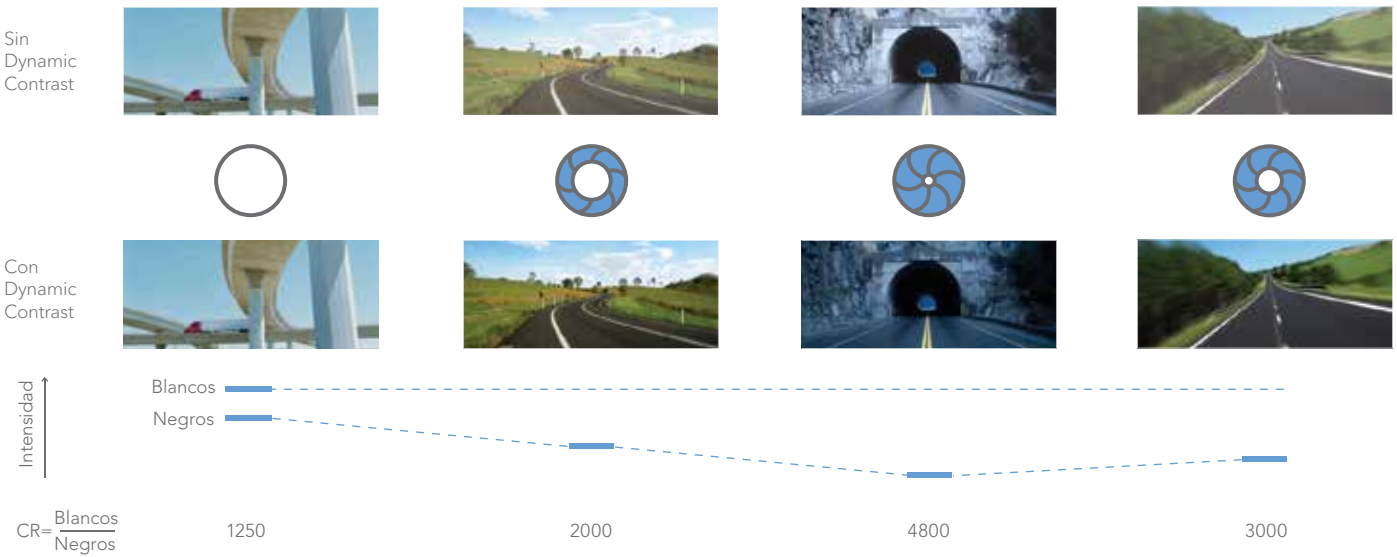 Sin
Dynamic
Contrast
Con
Dynamic
Contrast
Intensidad
Blancos
Negros
CR= Blancos
Negros
1250
2000
4800
3000